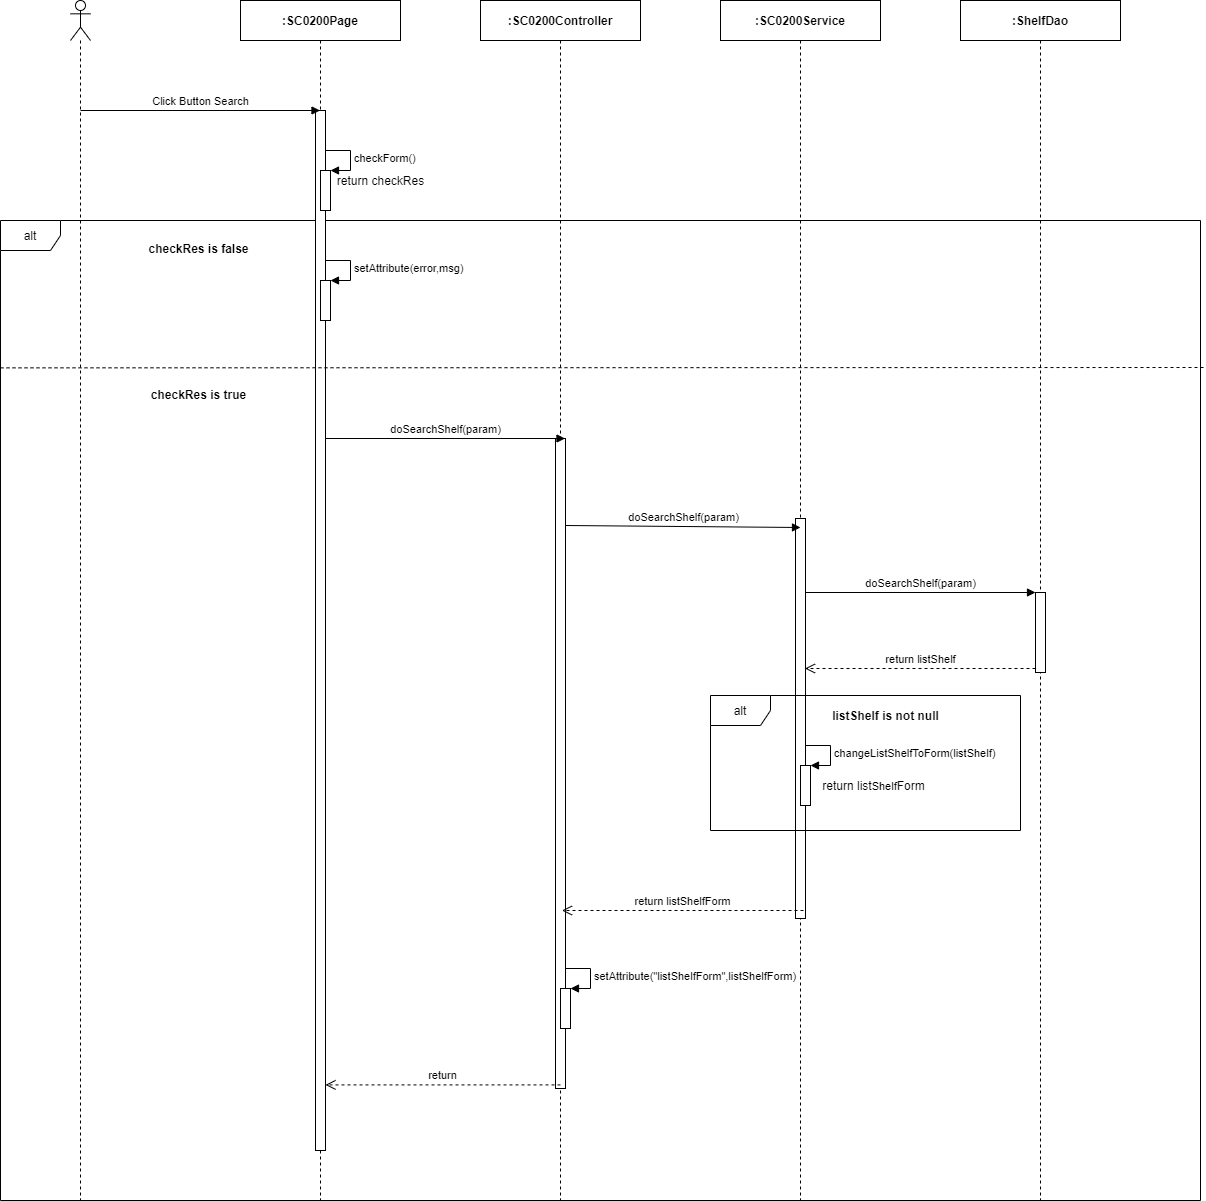 :SC0200Page
:SC0200Controller
:SC0200Service
:ShelfDao
Click Button Search
checkForm()
return checkRes
alt
checkRes is false
setAttribute(error,msg)
checkRes is true
doSearchShelf(param)
doSearchShelf(param)
doSearchShelf(param)
return listShelf
alt
listShelf is not null
changeListShelfToForm(listShelf)
return listShelfForm
return listShelfForm
setAttribute("listShelfForm",listShelfForm)
return